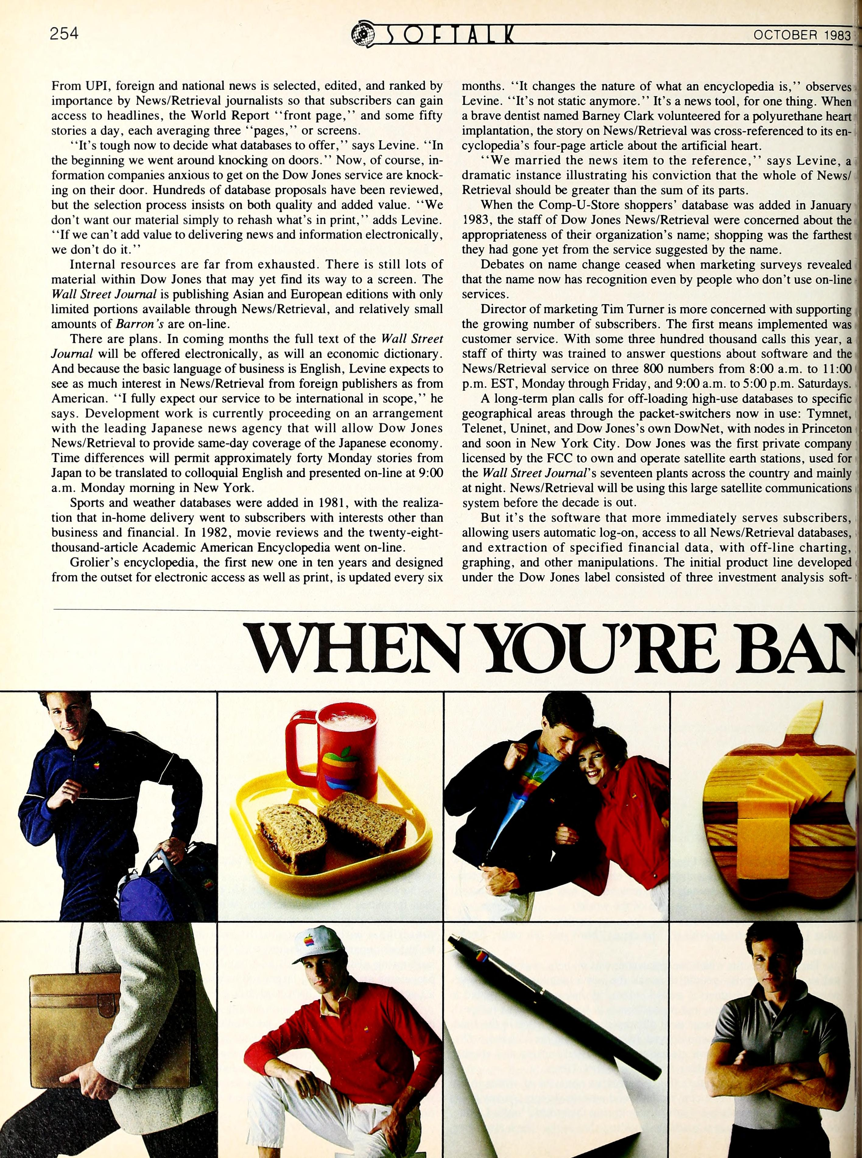 254
SOFTALK
OCTOBER 1983
From UPI, foreign and national news is selected, edited, and ranked by
importance by News/Retrieval journalists so that subscribers can gain
access to headlines, the World Report ‘‘front page,’’ and some fifty
stories a day, each averaging three ‘‘pages,’’ or screens.
‘‘It’s tough now to decide what databases to offer,’’ says Levine. ‘‘In
the beginning we went around knocking on doors.’’ Now, of course, in-
formation companies anxious to get on the Dow Jones service are knock-
ing on their door. Hundreds of database proposals have been reviewed,
but the selection process insists on both quality and added value. ‘‘We
don’t want our material simply to rehash what’s in print,’’ adds Levine.
‘‘If we can’t add value to delivering news and information electronically,
we don’t do it.’’
Internal resources are far from exhausted. There is still lots of
material within Dow Jones that may yet find its way to a screen. The
Wall Street Journal is publishing Asian and European editions with only
limited portions available through News/Retrieval, and relatively small
amounts of Barron’s are on-line.
There are plans. In coming months the full text of the Wall Street
Journal will be offered electronically, as will an economic dictionary.
And because the basic language of business is English, Levine expects to
see as much interest in News/Retrieval from foreign publishers as from
American. ‘‘I fully expect our service to be international in scope,’’ he
says. Development work is currently proceeding on an arrangement
with the leading Japanese news agency that will allow Dow Jones
News/Retrieval to provide same-day coverage of the Japanese economy.
Time differences will permit approximately forty Monday stories from
Japan to be translated to colloquial English and presented on-line at 9:00
a.m. Monday morning in New York.
Sports and weather databases were added in 1981, with the realiza-
tion that in-home delivery went to subscribers with interests other than
business and financial. In 1982, movie reviews and the twenty-eight-
thousand-article Academic American Encyclopedia went on-line.
Grolier’s encyclopedia, the first new one in ten years and designed
from the outset for electronic access as well as print, is updated every six
months. ‘‘It changes the nature of what an encyclopedia is,’’ observes
Levine. ‘‘It’s not static anymore.’’ It’s a news tool, for one thing. When
a brave dentist named Barney Clark volunteered for a polyurethane heart
implantation, the story on News/Retrieval was cross-referenced to its en-
cyclopedia’s four-page article about the artificial heart.
‘‘We married the news item to the reference,’’ says Levine, a
dramatic instance illustrating his conviction that the whole of News/
Retrieval should be greater than the sum of its parts.
When the Comp-U-Store shoppers’ database was added in January
1983, the staff of Dow Jones News/Retrieval were concerned about the
appropriateness of their organization’s name; shopping was the farthest
they had gone yet from the service suggested by the name.
Debates on name change ceased when marketing surveys revealed
that the name now has recognition even by people who don’t use on-line
services.
Director of marketing Tim Turner is more concerned with supporting
the growing number of subscribers. The first means implemented was
customer service. With some three hundred thousand calls this year, a
staff of thirty was trained to answer questions about software and the
News/Retrieval service on three 800 numbers from 8:00 a.m. to 11:00
p.m. EST, Monday through Friday, and 9:00 a.m. to 5:00 p.m. Saturdays.
A long-term plan calls for off-loading high-use databases to specific
geographical areas through the packet-switchers now in use: Tymnet,
Telenet, Uninet, and Dow Jones’s own DowNet, with nodes in Princeton
and soon in New York City. Dow Jones was the first private company
licensed by the FCC to own and operate satellite earth stations, used for
the Wall Street Journal’s seventeen plants across the country and mainly
at night. News/Retrieval will be using this large satellite communications
system before the decade is out.
But it’s the software that more immediately serves subscribers,
allowing users automatic log-on, access to all News/Retrieval databases,
and extraction of specified financial data, with off-line charting,
graphing, and other manipulations. The initial product line developed
under the Dow Jones label consisted of three investment analysis soft-
WHEN YOU’RE BAN